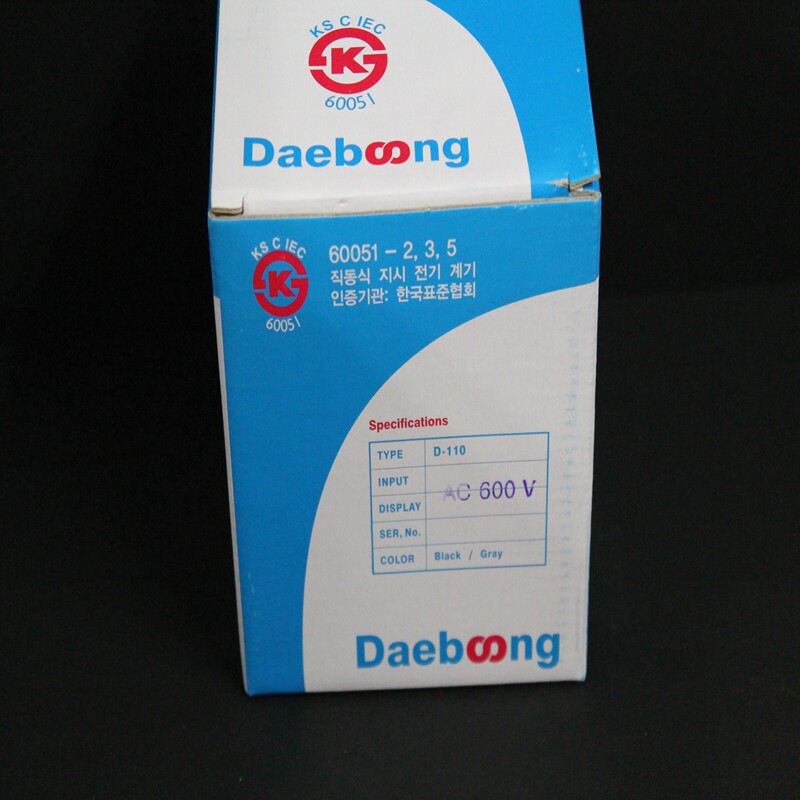 KS C IEC
K
60051
Daeboong
KS C IEC
K
60051
60051 - 2, 3, 5
직동식 지시 전기 계기
인증기관: 한국표준협회
Specifications
TYPE D-110
INPUT
AC 600 V
DISPLAY
SER, No.
COLOR Black / Gray
Daeboong